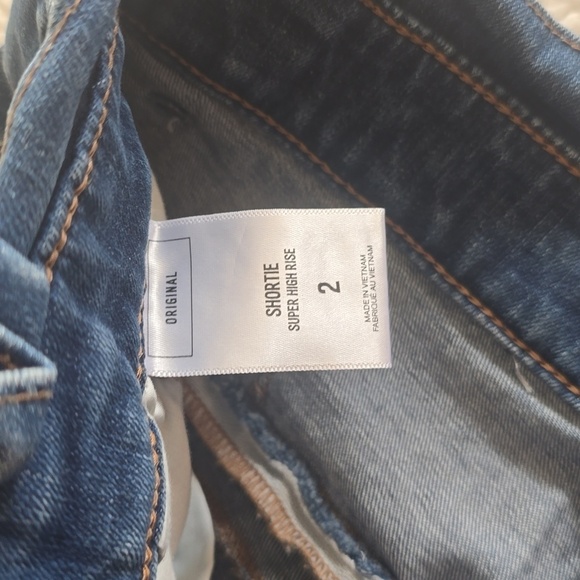 ORIGINAL
SHORTIE
SUPER HIGH RISE
2
MADE IN VIETNAM
FABRIQUÉ AU VIETNAM